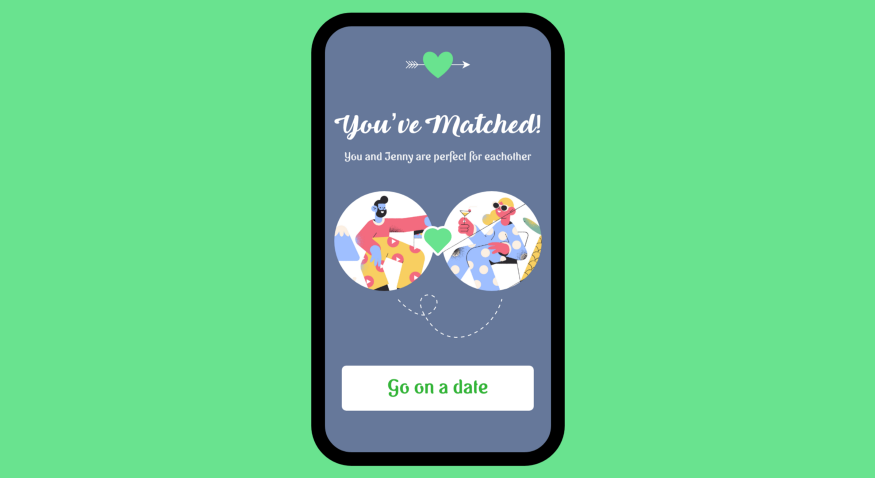 You've Matched!
You and Jenny are perfect for eachother
Go on a date